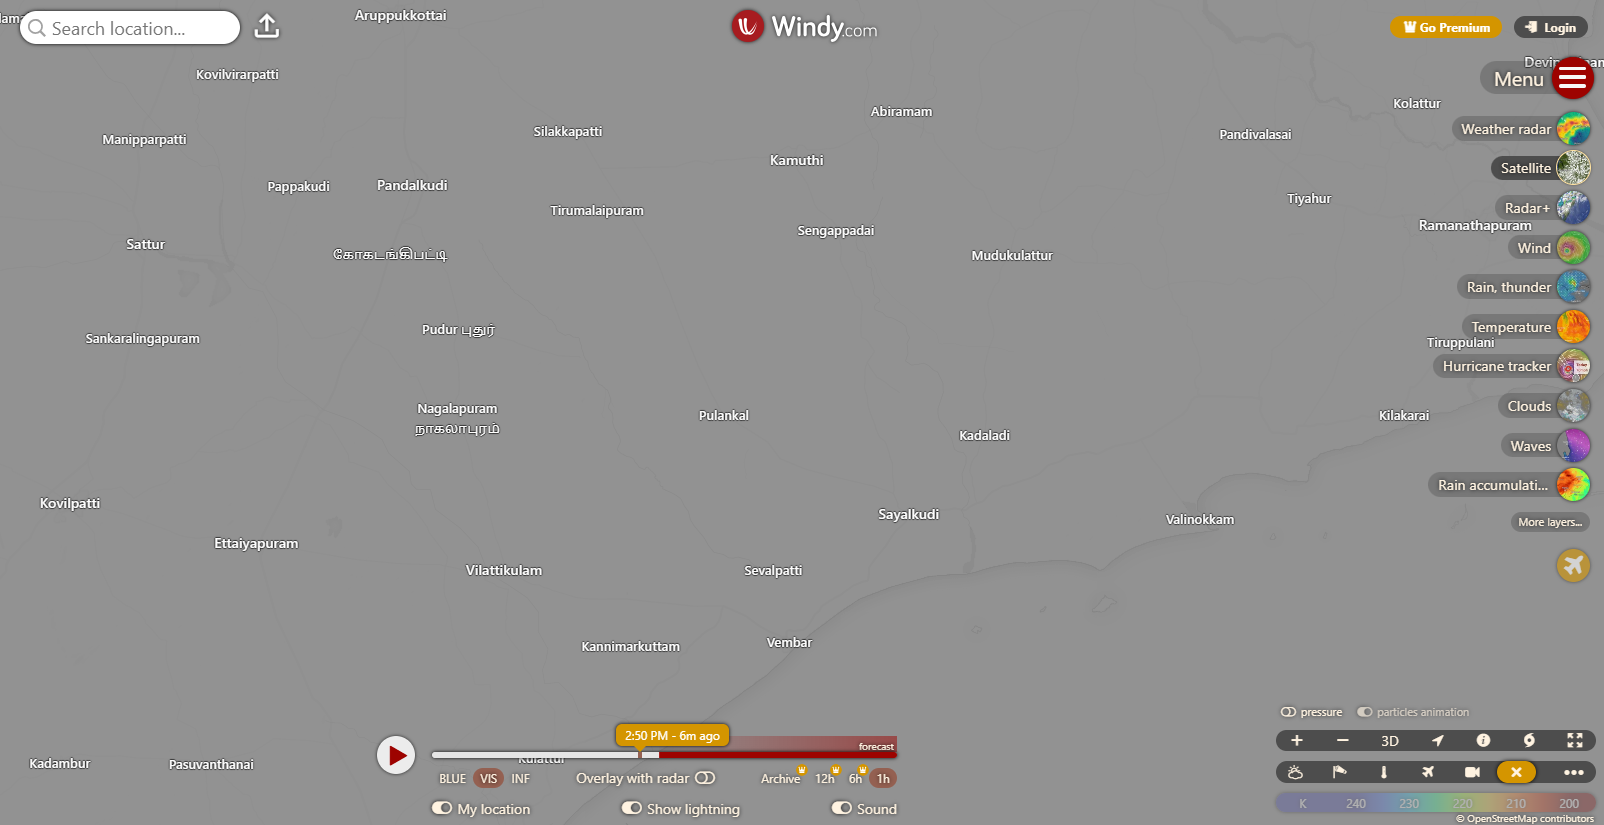 Aruppukkottai
Search location...
Windy.com
Go Premium
Login
Menu
Kovilvirarpatti
Kolattur
Abiramam
Weather radar
Silakkapatti
Pandivalasai
Manipparpatti
Kamuthi
Satellite
Pappakudi
Pandalkudi
Tiyahur
Radar+
Tirumalaipuram
Ramanathapuram
Sengappadai
Sattur
Wind
கோகடங்கிபட்டி
Mudukulattur
Rain, thunder
Pudur புதுர்
Temperature
Sankaralingapuram
Tiruppulani
Hurricane tracker
Nagalapuram
நாகலாபுரம்
Clouds
Pulankal
Kilakarai
Kadaladi
Waves
Rain accumulati...
Kovilpatti
Sayalkudi
Valinokkam
More layers...
Ettaiyapuram
Vilattikulam
Sevalpatti
Kannimarkuttam
Vembar
pressure
particles animation
2:50 PM - 6m ago
forecast
3D
Kulattur
Kadambur
Pasuvanthanai
BLUE VIS INF
Overlay with radar
Archive 12h 6h 1h
My location
Show lightning
Sound
K 240 230 220 210 200
© OpenStreetMap contributors